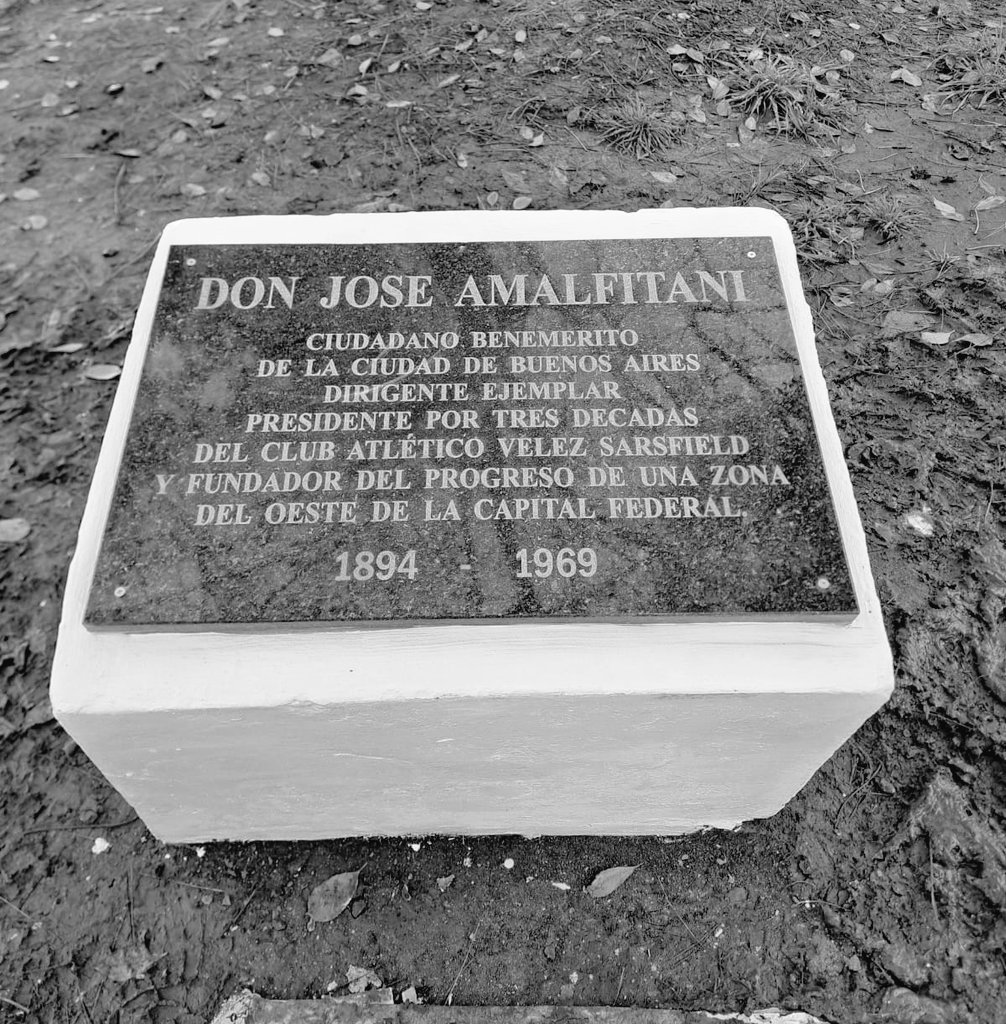 DON JOSE AMALFITANI
CIUDADANO BENEMERITO
DE LA CIUDAD DE BUENOS AIRES
DIRIGENTE EJEMPLAR
PRESIDENTE POR TRES DECADAS
DEL CLUB ATLÉTICO VELEZ SARSFIELD
Y FUNDADOR DEL PROGRESO DE UNA ZONA
DEL OESTE DE LA CAPITAL FEDERAL.
1894 - 1969